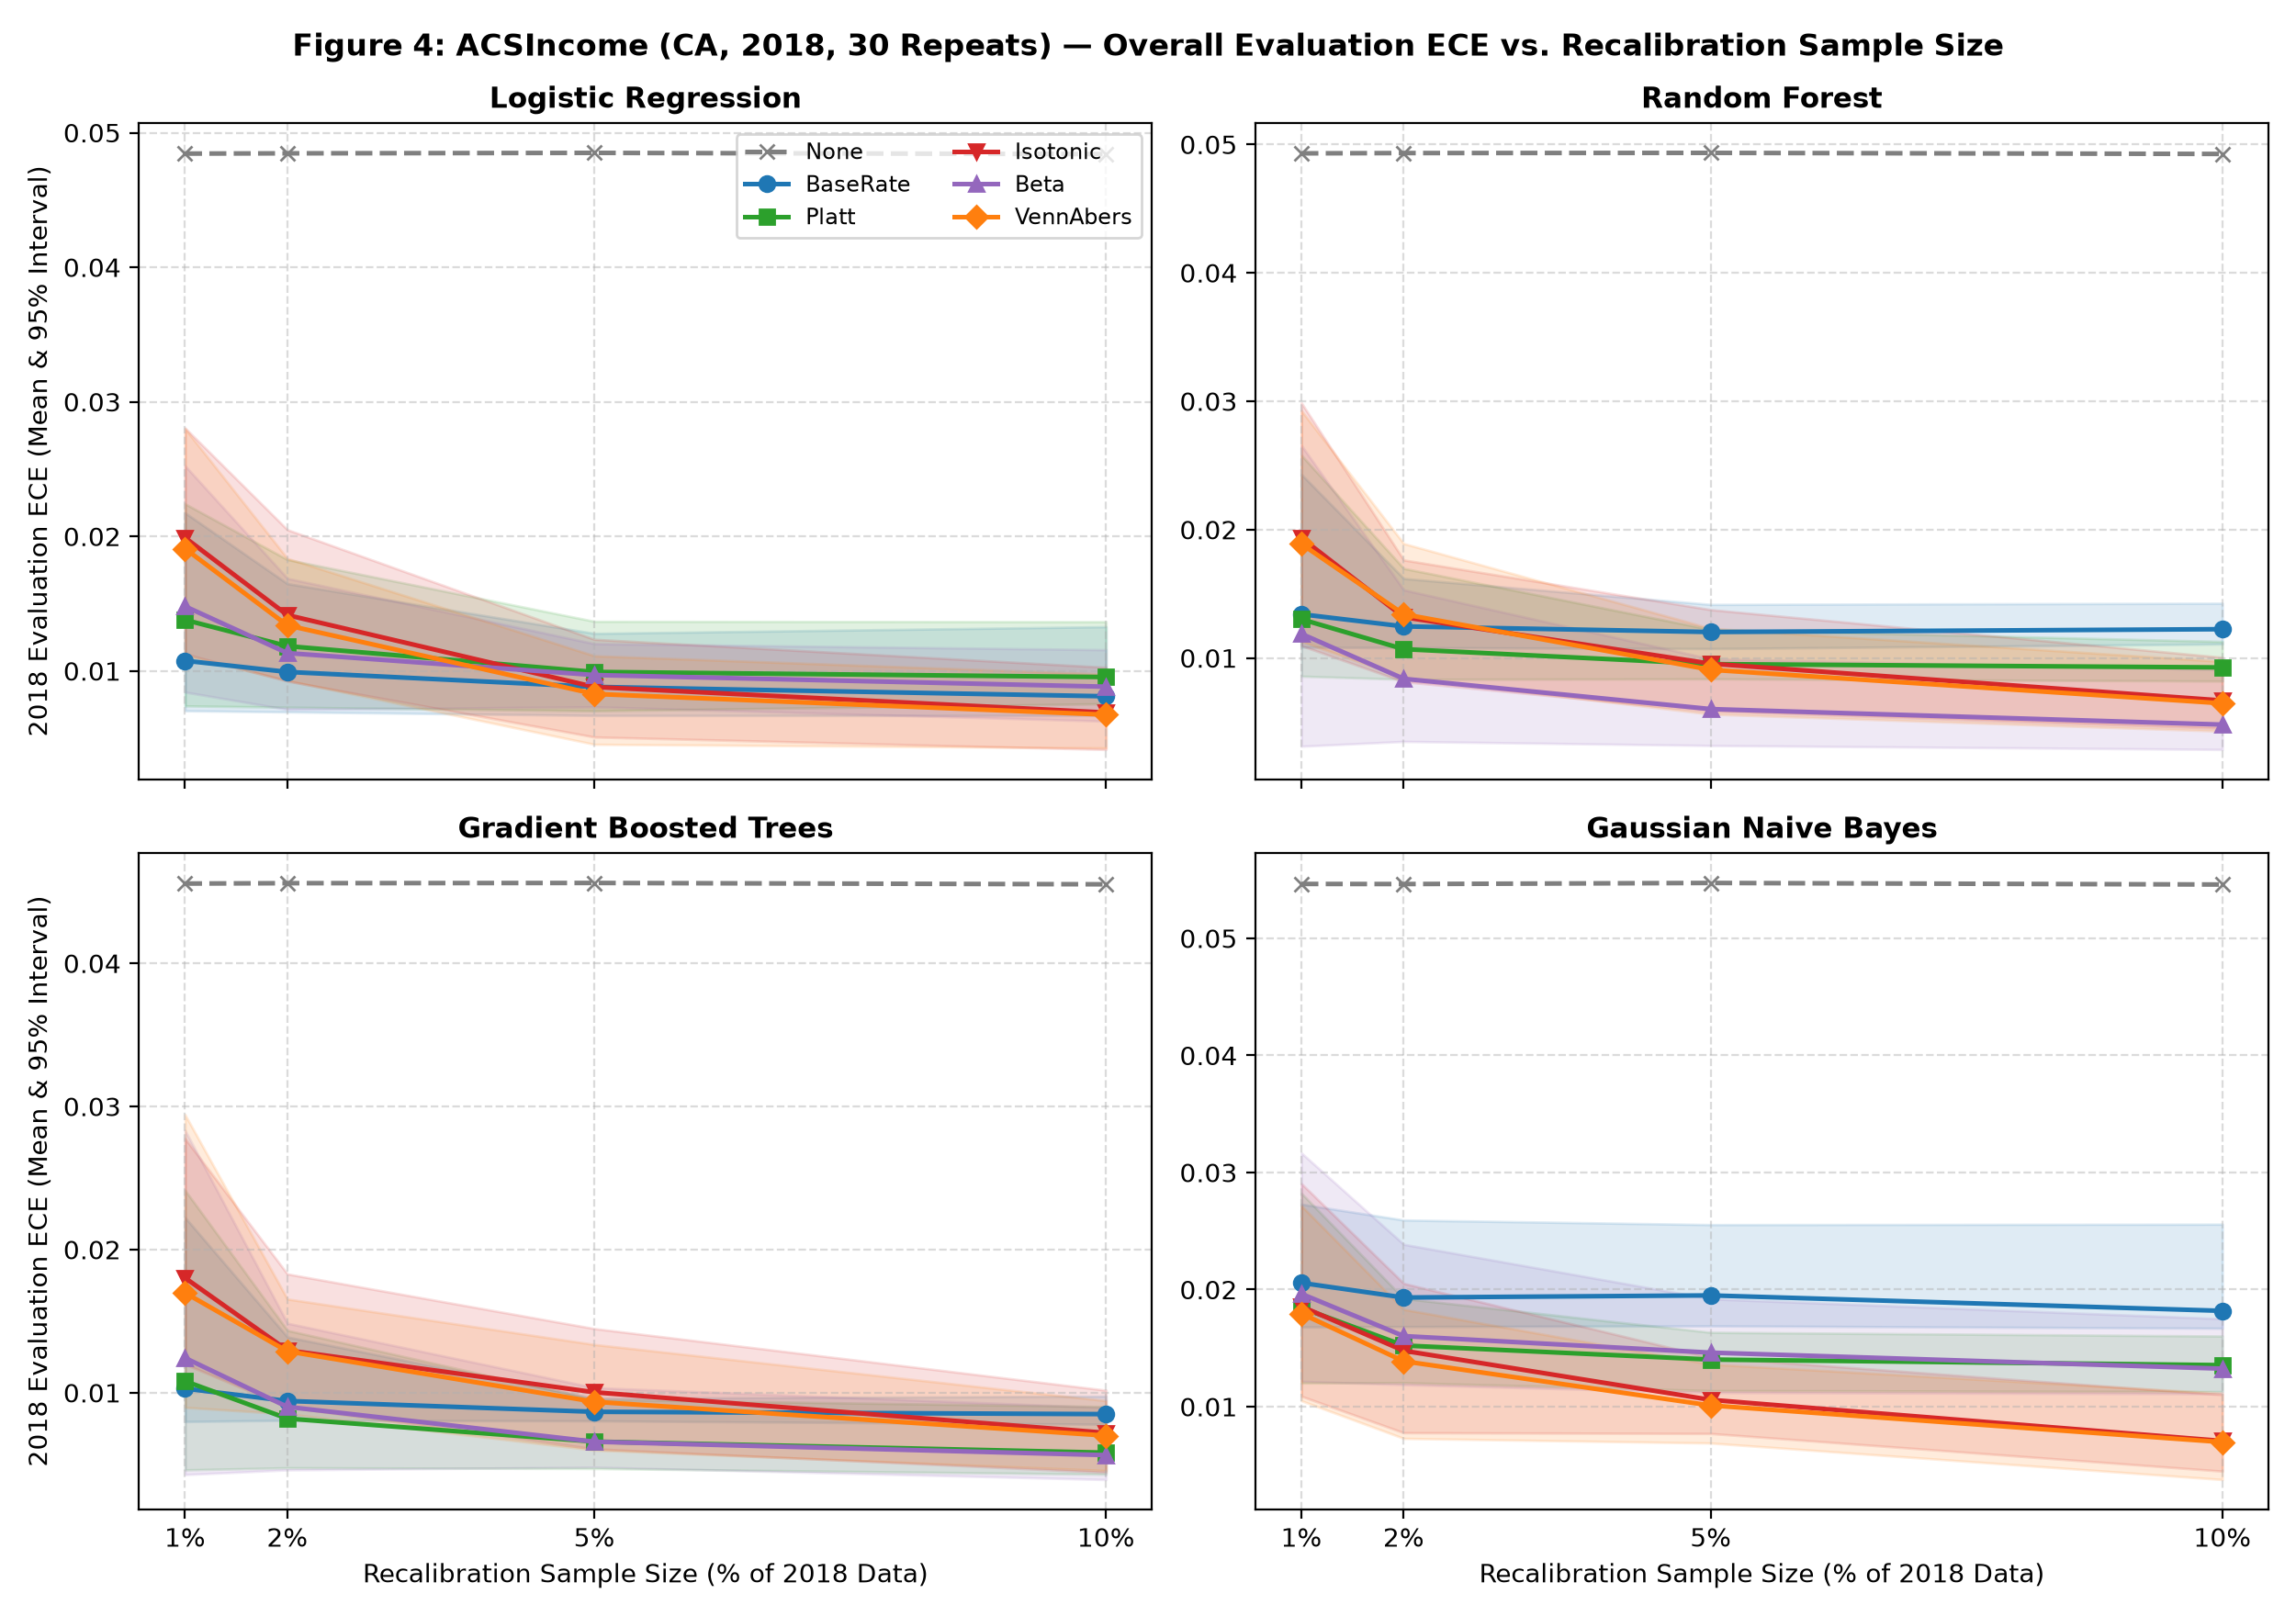 Figure 4: ACSIncome (CA, 2018, 30 Repeats) — Overall Evaluation ECE vs. Recalibration Sample Size
Logistic Regression
2018 Evaluation ECE (Mean & 95% Interval)
0.05
0.04
0.03
0.02
0.01
None
BaseRate
Platt
Isotonic
Beta
VennAbers
Random Forest
0.05
0.04
0.03
0.02
0.01
Gradient Boosted Trees
2018 Evaluation ECE (Mean & 95% Interval)
0.04
0.03
0.02
0.01
1% 2% 5% 10%
Recalibration Sample Size (% of 2018 Data)
Gaussian Naive Bayes
0.05
0.04
0.03
0.02
0.01
1% 2% 5% 10%
Recalibration Sample Size (% of 2018 Data)